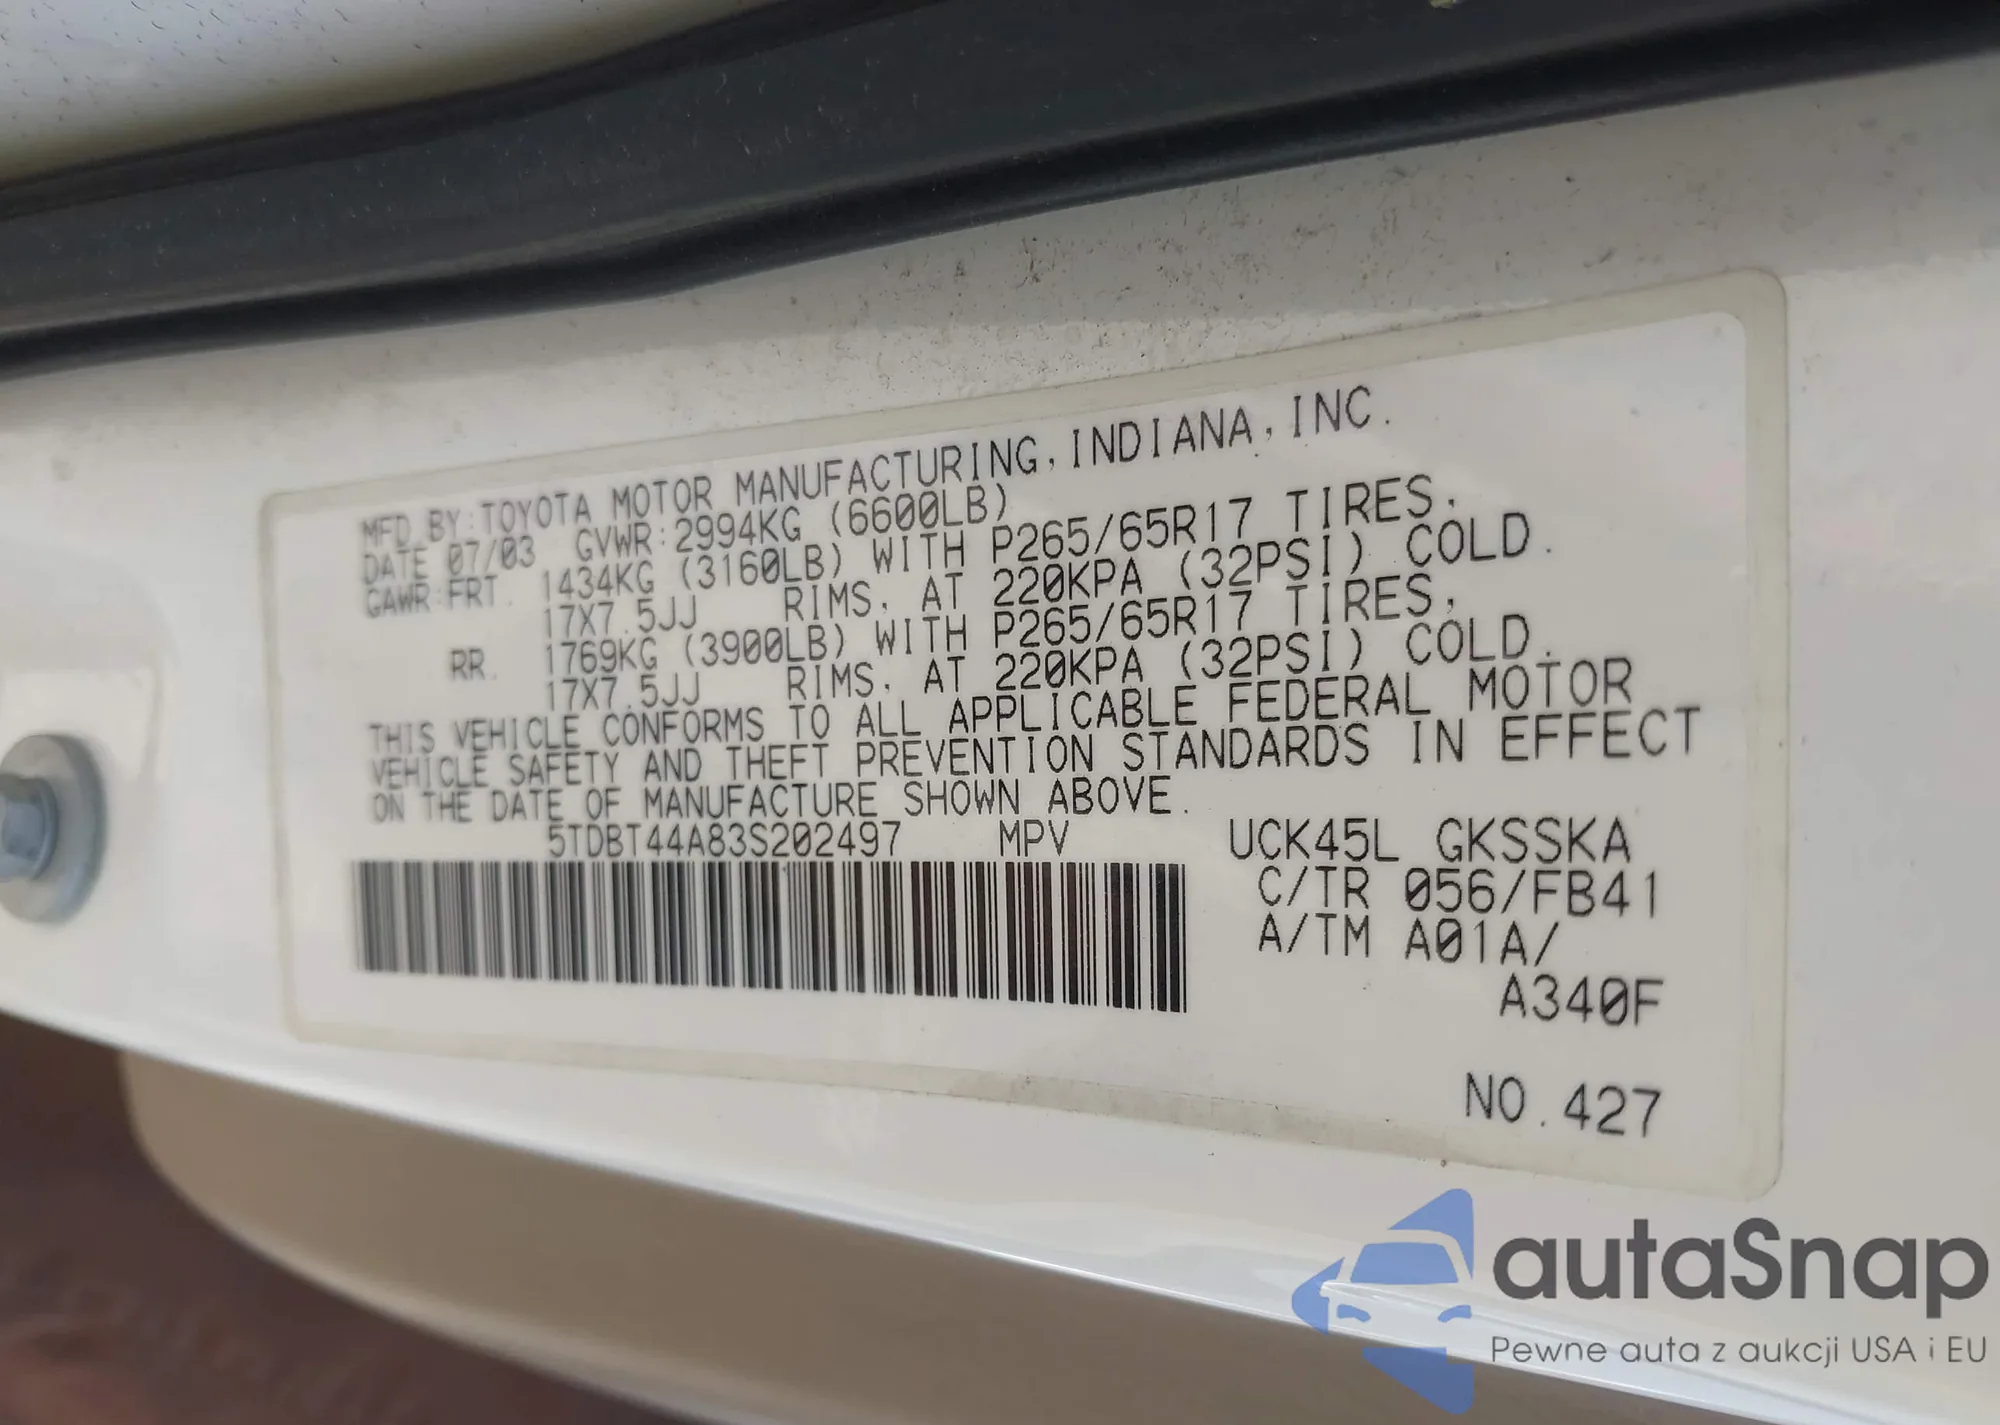 MFD BY:TOYOTA MOTOR MANUFACTURING, INDIANA, INC.
DATE 07/03 GVWR:2994KG (6600LB)
GAWR:FRT. 1434KG (3160LB) WITH P265/65R17 TIRES,
17X7.5JJ RIMS, AT 220KPA (32PSI) COLD.
RR. 1769KG (3900LB) WITH P265/65R17 TIRES,
17X7.5JJ RIMS, AT 220KPA (32PSI) COLD.
THIS VEHICLE CONFORMS TO ALL APPLICABLE FEDERAL MOTOR
VEHICLE SAFETY AND THEFT PREVENTION STANDARDS IN EFFECT
ON THE DATE OF MANUFACTURE SHOWN ABOVE.
5TDBT44A83S202497 MPV UCK45L GKSSKA
C/TR 056/FB41
A/TM A01A/
A340F
NO.427
autaSnap
Pewne auta z aukcji USA i EU